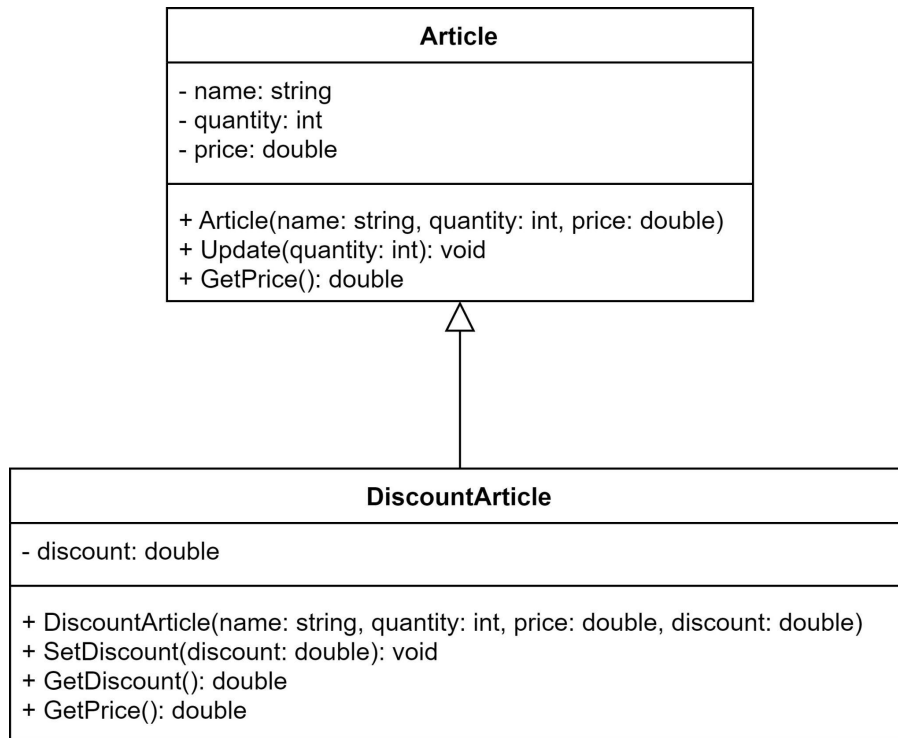 Article
- name: string
- quantity: int
- price: double
+ Article(name: string, quantity: int, price: double)
+ Update(quantity: int): void
+ GetPrice(): double
DiscountArticle
- discount: double
+ DiscountArticle(name: string, quantity: int, price: double, discount: double)
+ SetDiscount(discount: double): void
+ GetDiscount(): double
+ GetPrice(): double